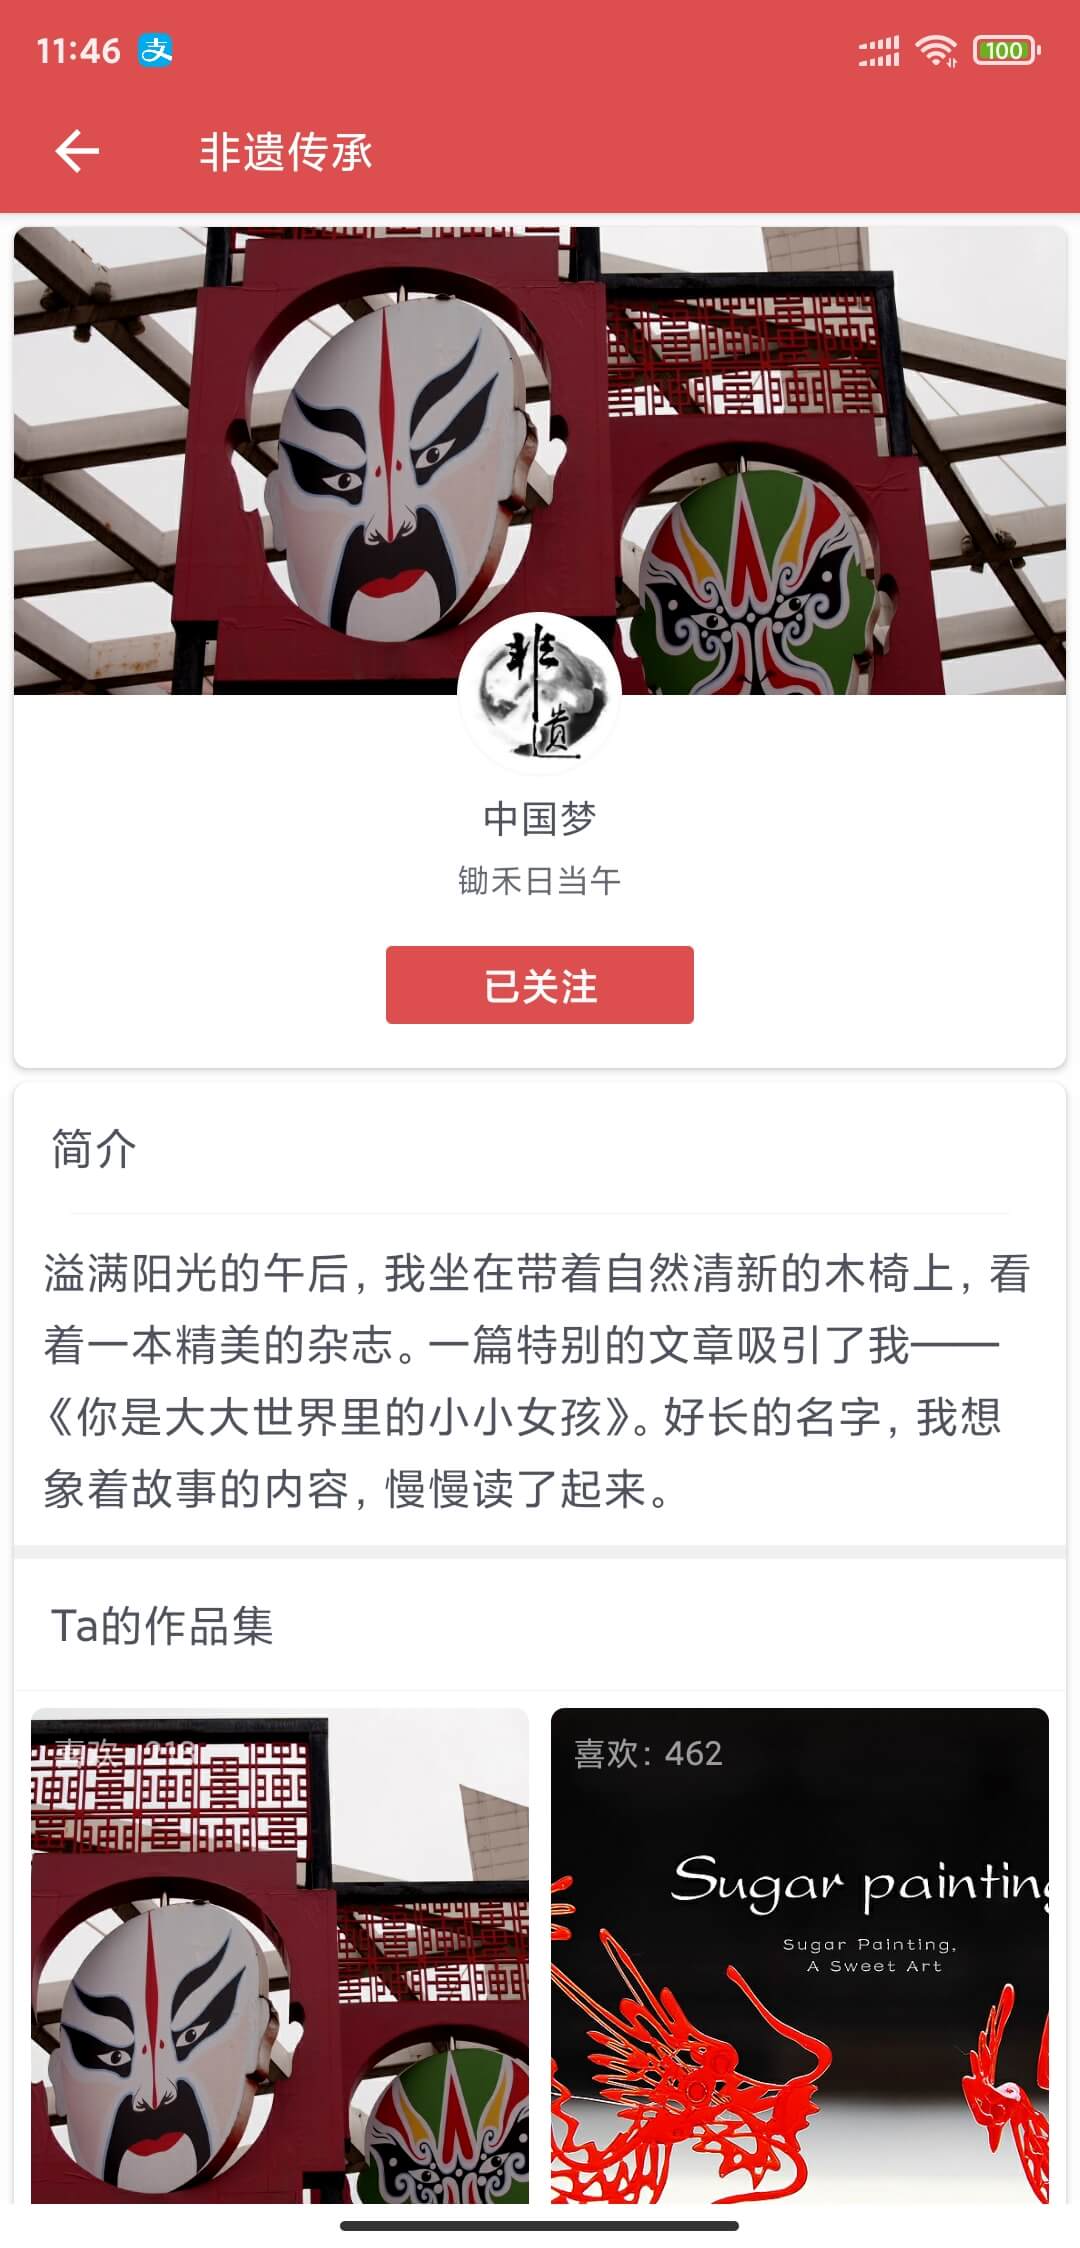 11:46 支
100
非遗传承
非遗
中国梦
锄禾日当午
已关注
简介
溢满阳光的午后，我坐在带着自然清新的木椅上，看
着一本精美的杂志。一篇特别的文章吸引了我——
《你是大大世界里的小小女孩》。好长的名字，我想
象着故事的内容，慢慢读了起来。
Ta的作品集
喜欢：
喜欢：462
Sugar painting
Sugar Painting,
A Sweet Art